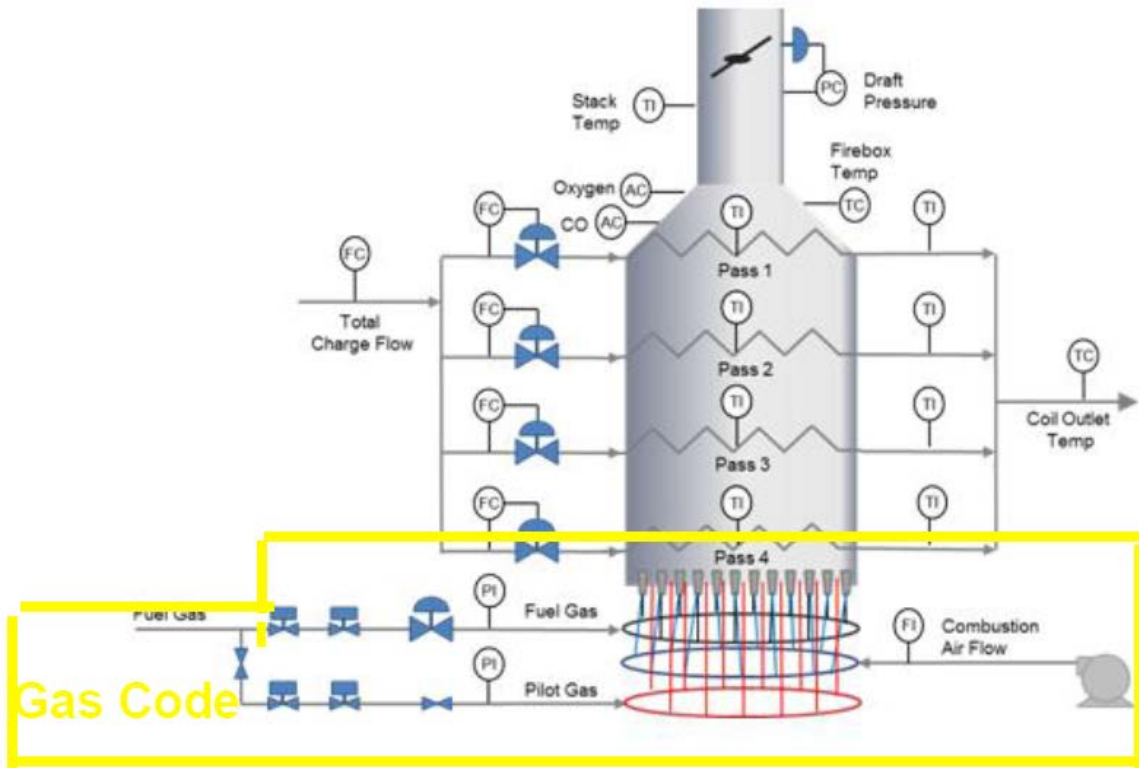 PC
Draft
Pressure
Stack
Temp
TI
Firebox
Temp
TC
Oxygen
AC
CO
AC
FC
TI
TI
Pass 1
FC
Total
Charge Flow
FC
TI
TI
Pass 2
TC
Coil Outlet
Temp
FC
TI
TI
Pass 3
FC
TI
TI
Pass 4
Fuel Gas
PI
Fuel Gas
FI
Combustion
Air Flow
PI
Pilot Gas
Gas Code